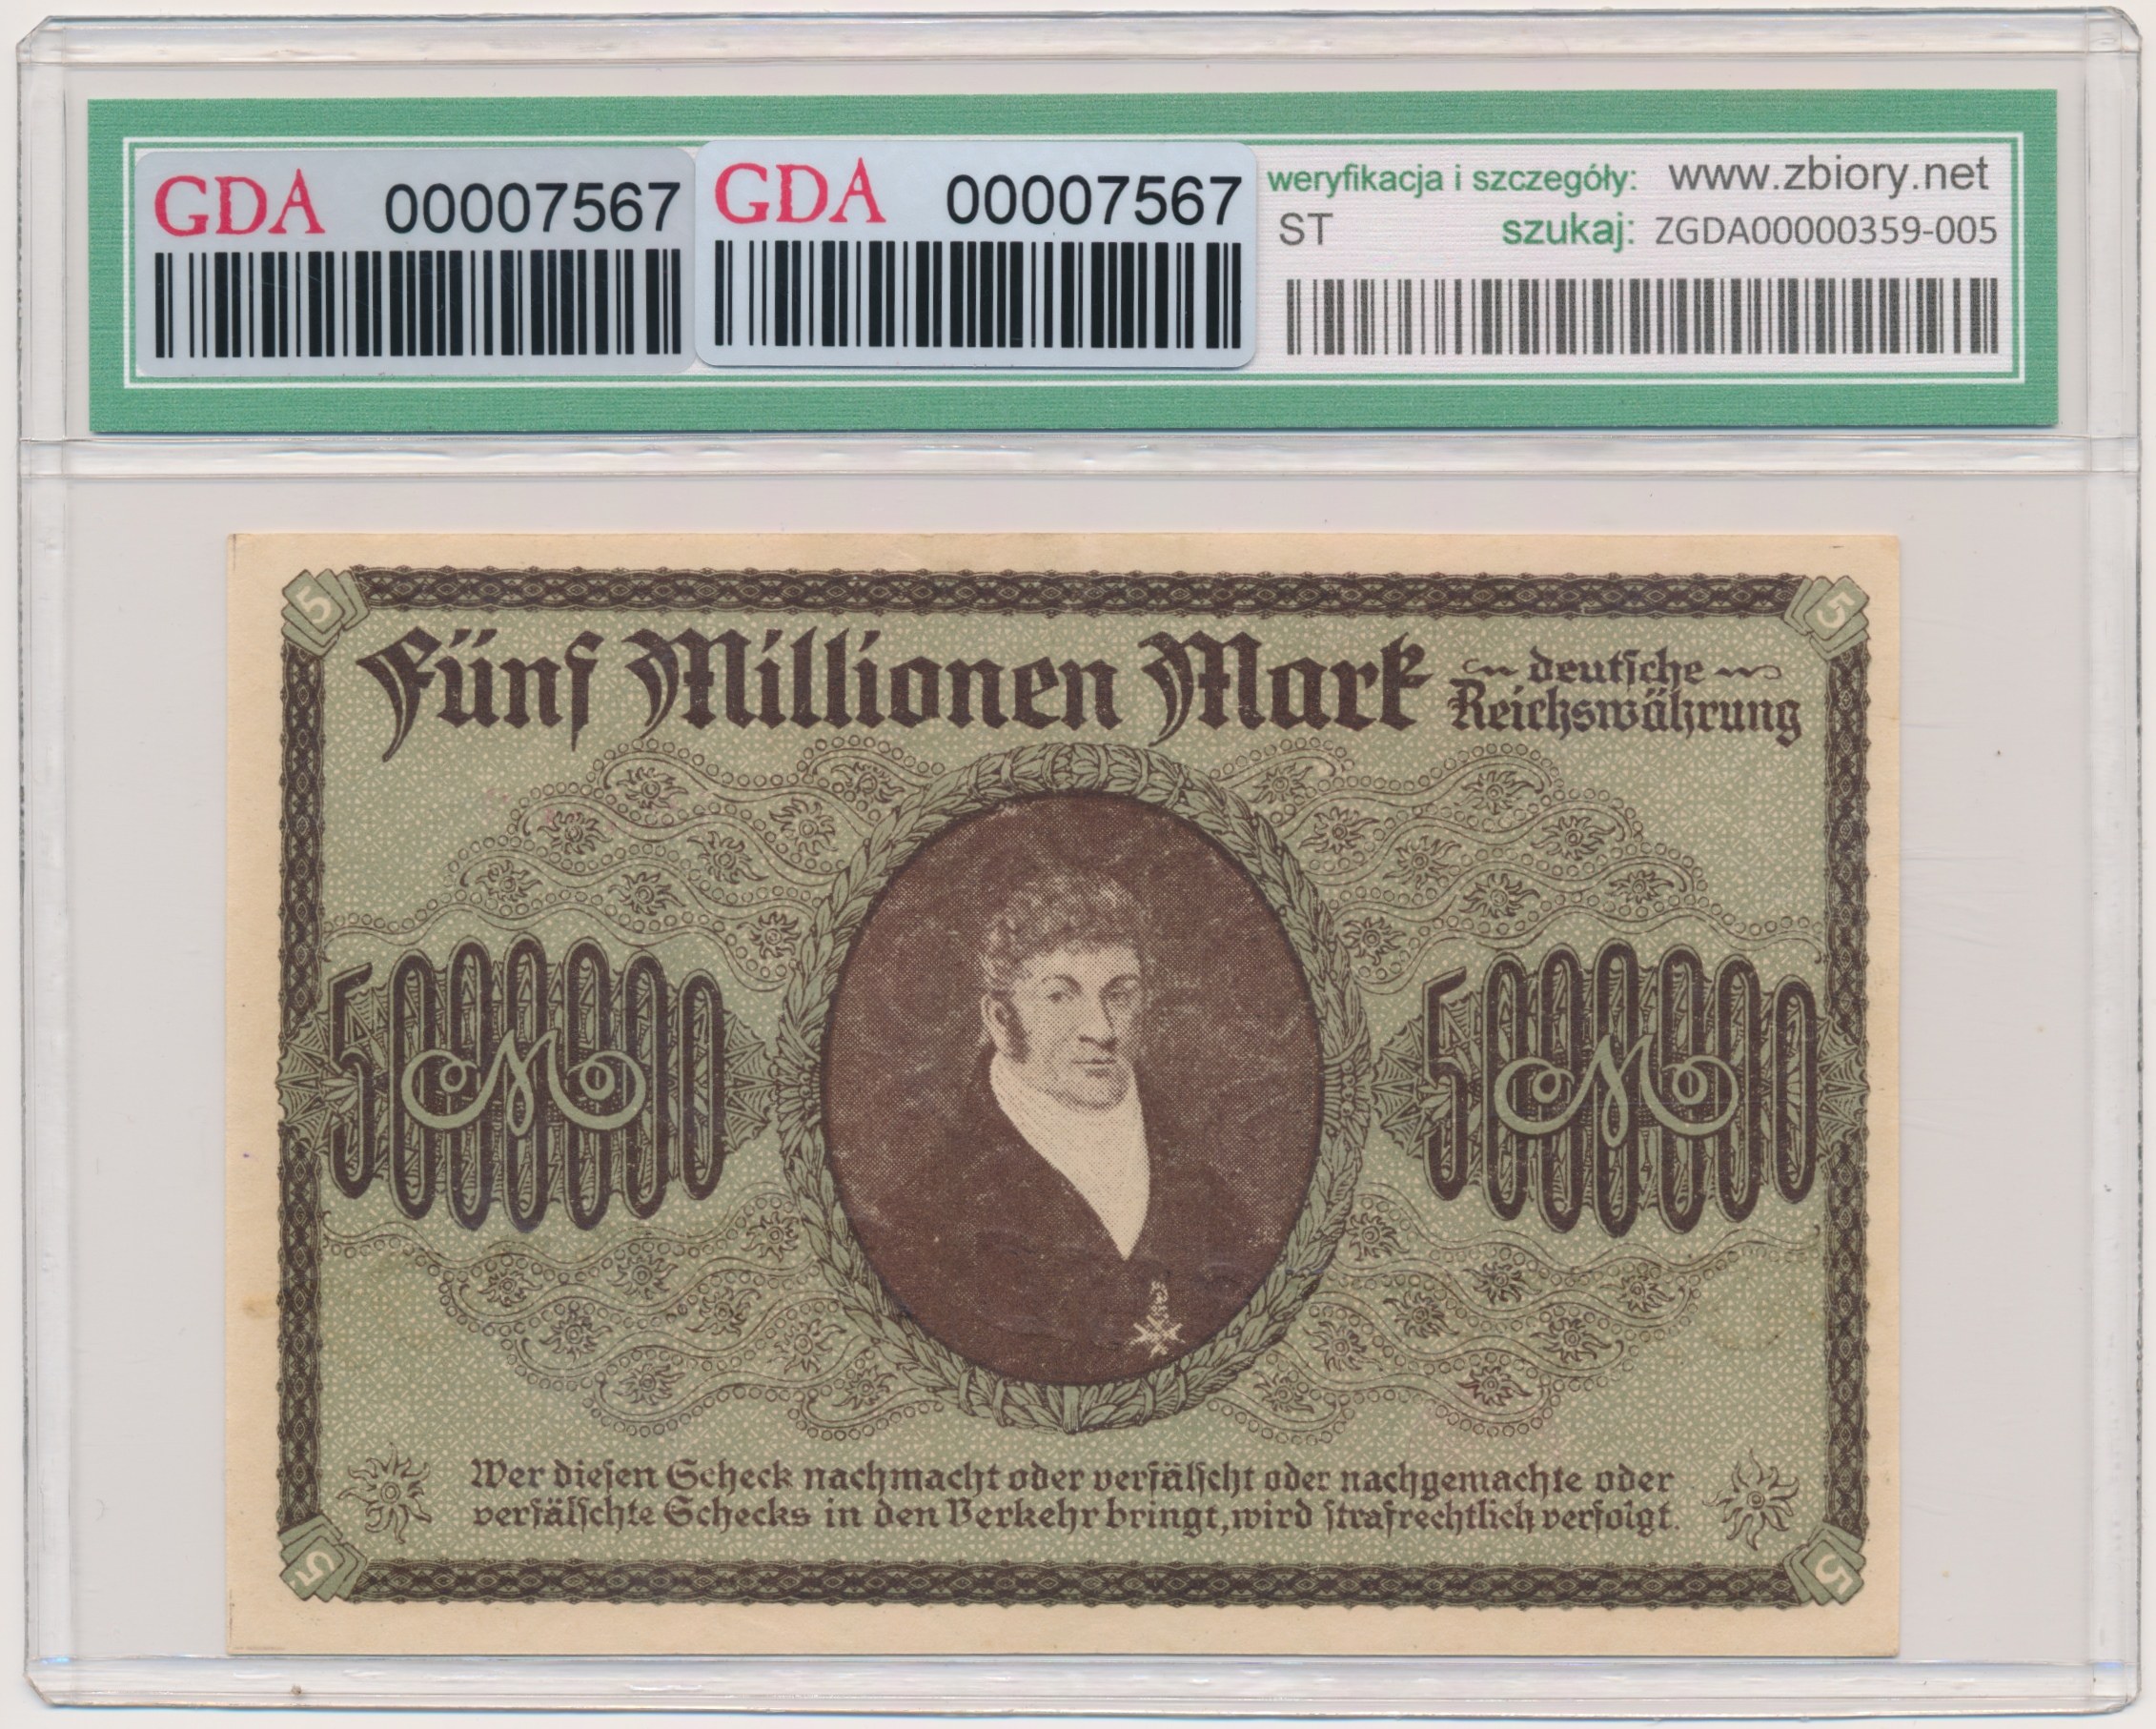 GDA 00007567
GDA 00007567
weryfikacja i szczegóły: www.zbiory.net
ST szukaj: ZGDA00000359-005
5
5
Fünf Millionen Mark
deutsche
Reichswährung
5000000
M
5000000
M
Wer diesen Scheck nachmacht oder verfälscht oder nachgemachte oder
verfälschte Schecks in den Verkehr bringt, wird strafrechtlich verfolgt.
5
5